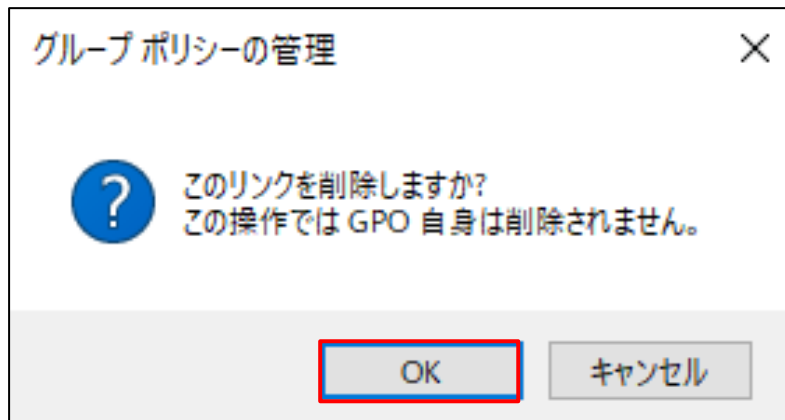 グループ ポリシーの管理
このリンクを削除しますか?
この操作では GPO 自身は削除されません。
OK
キャンセル